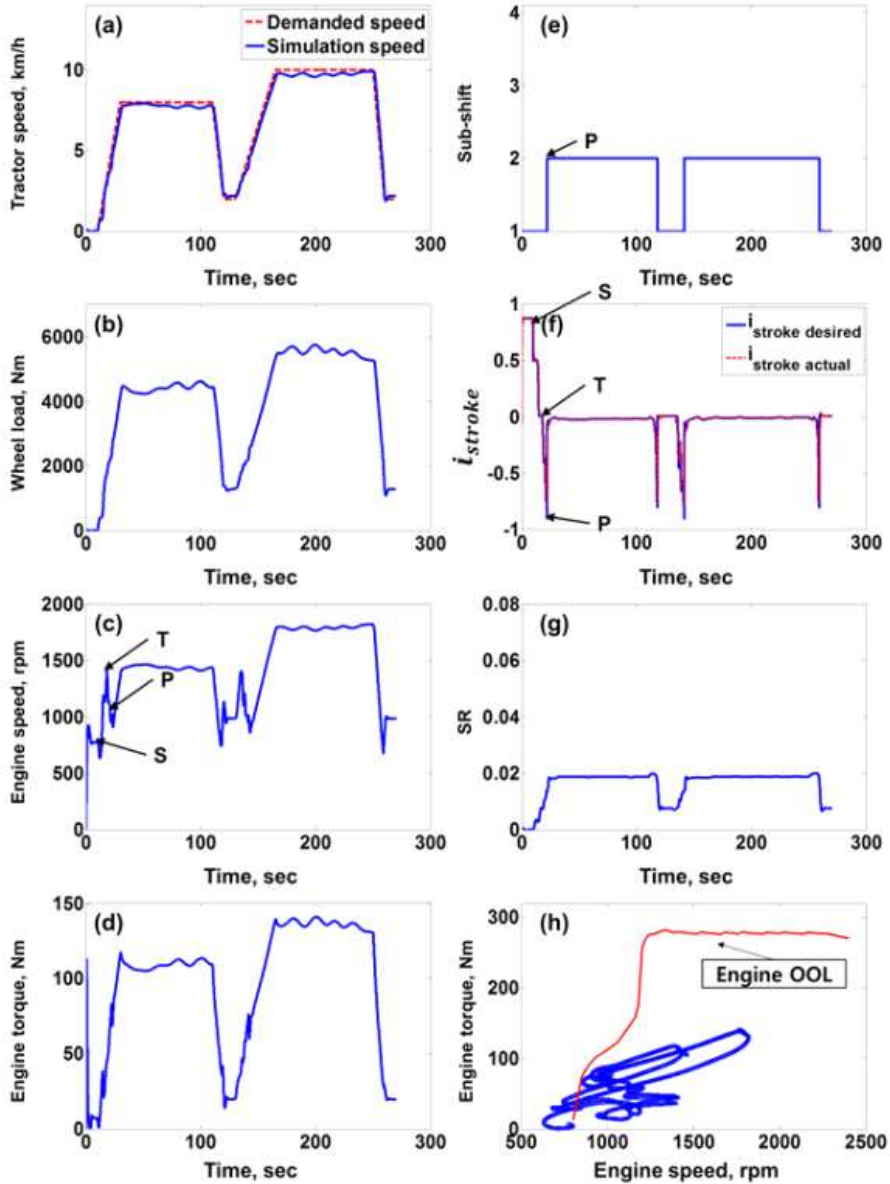 (a)
Demanded speed
Simulation speed
Tractor speed, km/h
10
5
0
0 100 200 300
Time, sec
(e)
Sub-shift
4
3
2
1
P
0 100 200 300
Time, sec
(b)
Wheel load, Nm
6000
4000
2000
0
0 100 200 300
Time, sec
(f)
i stroke desired
i stroke actual
i stroke
1
0.5
0
-0.5
-1
S
T
P
0 100 200 300
Time, sec
(c)
Engine speed, rpm
2000
1500
1000
500
0
T
P
S
0 100 200 300
Time, sec
(g)
SR
0.08
0.06
0.04
0.02
0
0 100 200 300
Time, sec
(d)
Engine torque, Nm
150
100
50
0
0 100 200 300
Time, sec
(h)
Engine torque, Nm
300
200
100
0
Engine OOL
500 1000 1500 2000 2500
Engine speed, rpm